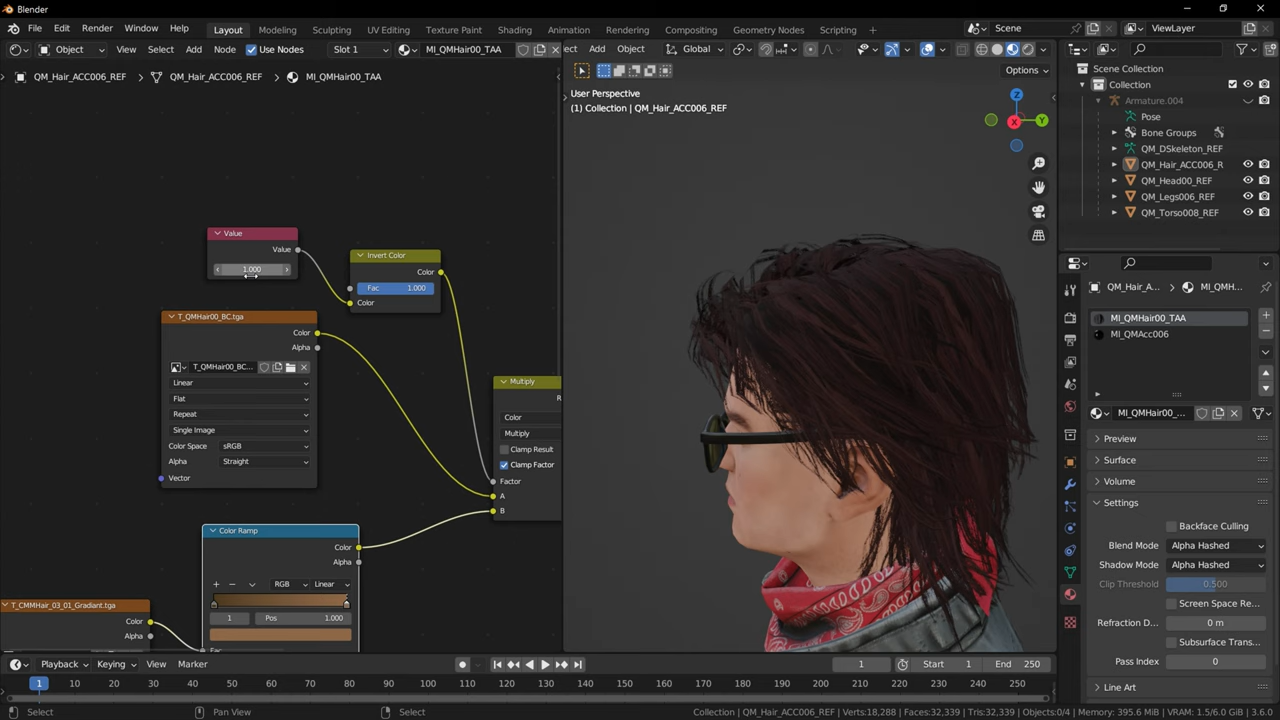 Blender
File Edit Render Window Help Layout Modeling Sculpting UV Editing Texture Paint Shading Animation Rendering Compositing Geometry Nodes Scripting Scene ViewLayer
Object View Select Add Node Use Nodes Slot 1 MI_QMHair00_TAA
ect Add Object Global
QM_Hair_ACC006_REF QM_Hair_ACC006_REF MI_QMHair00_TAA
Options
User Perspective
(1) Collection | QM_Hair_ACC006_REF
Z
Y
X
Value
Value
1.000
Invert Color
Color
Fac 1.000
Color
T_QMHair00_BC.tga
Color
Alpha
T_QMHair00_BC...
Linear
Flat
Repeat
Single Image
Color Space sRGB
Alpha Straight
Vector
Multiply
R
Color
Multiply
Clamp Result
Clamp Factor
Factor
A
B
Color Ramp
Color
Alpha
RGB Linear
1 Pos 1.000
Fac
T_CMMHair_03_01_Gradiant.tga
Color
Alpha
Scene Collection
Collection
Armature.004
Pose
Bone Groups
QM_DSkeleton_REF
QM_Hair_ACC006_R
QM_Head00_REF
QM_Legs006_REF
QM_Torso008_REF
QM_Hair_A... MI_QMH...
MI_QMHair00_TAA
MI_QMAcc006
MI_QMHair00_...
Preview
Surface
Volume
Settings
Backface Culling
Blend Mode Alpha Hashed
Shadow Mode Alpha Hashed
Clip Threshold 0.500
Screen Space Re...
Refraction D... 0 m
Subsurface Trans...
Pass Index 0
Line Art
Playback Keying View Marker 1 Start 1 End 250
1 10 20 30 40 50 60 70 80 90 100 110 120 130 140 150 160 170 180 190 200 210 220 230 240 250
Select Pan View Select Collection | QM_Hair_ACC006_REF | Verts:18,288 | Faces:32,339 | Tris:32,339 | Objects:0/4 | Memory: 395.6 MiB | VRAM: 1.5/6.0 GiB | 3.6.0